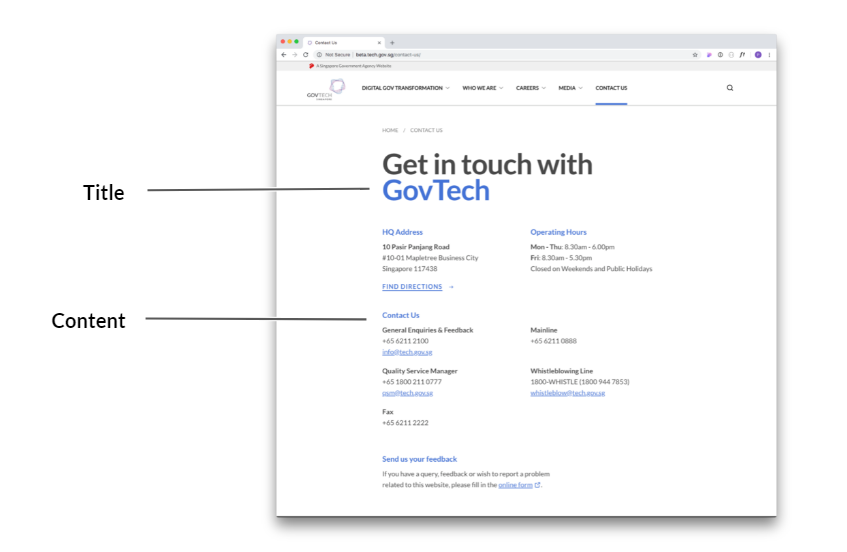 Contact Us
Not Secure | beta.tech.gov.sg/contact-us/
A Singapore Government Agency Website
GOVTECH
SINGAPORE
DIGITAL GOV TRANSFORMATION
WHO WE ARE
CAREERS
MEDIA
CONTACT US
HOME / CONTACT US
Get in touch with
GovTech
Title
HQ Address
10 Pasir Panjang Road
#10-01 Mapletree Business City
Singapore 117438
FIND DIRECTIONS →
Operating Hours
Mon - Thu: 8.30am - 6.00pm
Fri: 8.30am - 5.30pm
Closed on Weekends and Public Holidays
Content
Contact Us
General Enquiries & Feedback
+65 6211 2100
info@tech.gov.sg
Mainline
+65 6211 0888
Quality Service Manager
+65 1800 211 0777
qsm@tech.gov.sg
Whistleblowing Line
1800-WHISTLE (1800 944 7853)
whistleblow@tech.gov.sg
Fax
+65 6211 2222
Send us your feedback
If you have a query, feedback or wish to report a problem
related to this website, please fill in the online form.